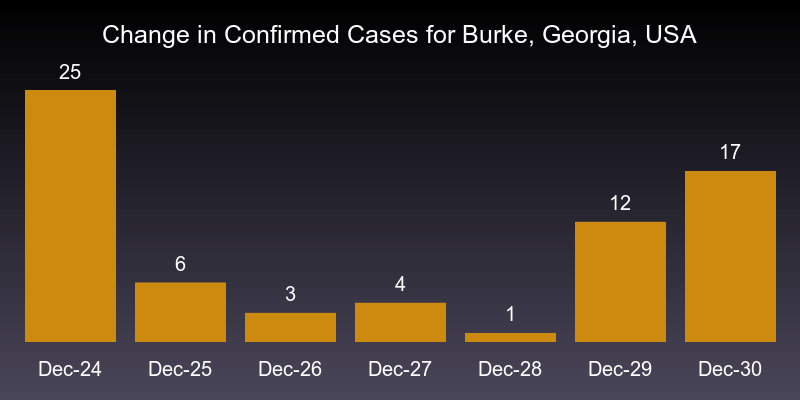 Change in Confirmed Cases for Burke, Georgia, USA
25
6
3
4
1
12
17
Dec-24
Dec-25
Dec-26
Dec-27
Dec-28
Dec-29
Dec-30